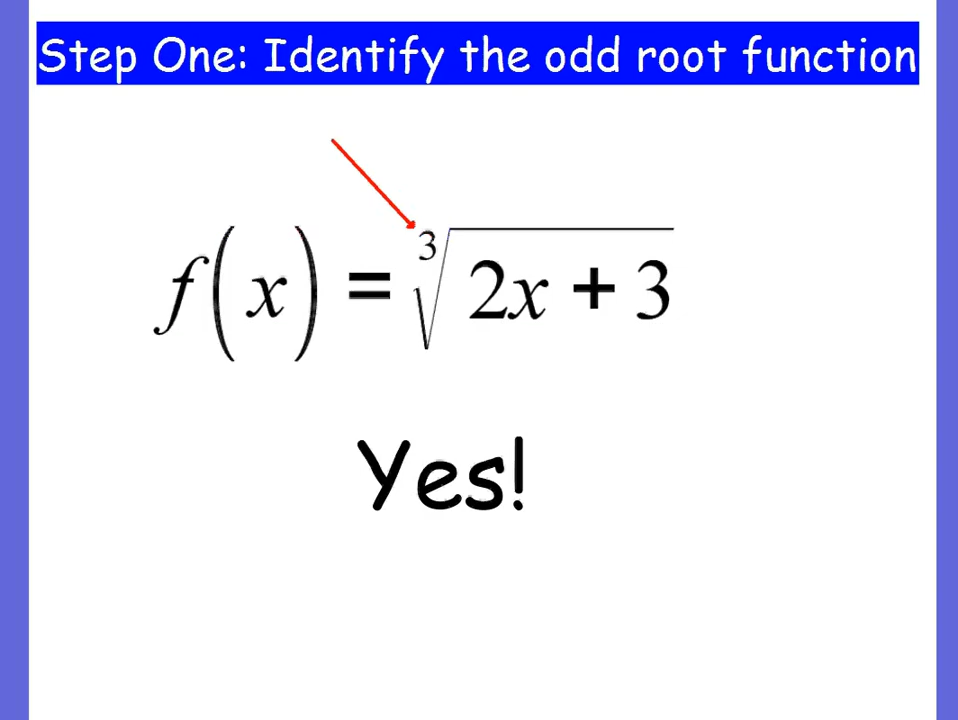 Step One: Identify the odd root function
f(x) = ∛2x + 3
Yes!